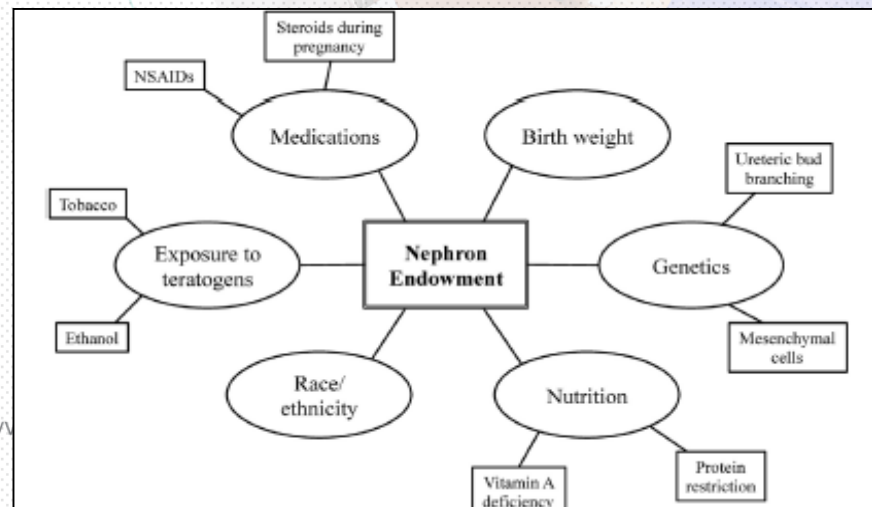 Steroids during
pregnancy
NSAIDs
Medications
Birth weight
Ureteric bud
branching
Tobacco
Exposure to
teratogens
Nephron
Endowment
Genetics
Ethanol
Mesenchymal
cells
Race/
ethnicity
Nutrition
Vitamin A
deficiency
Protein
restriction